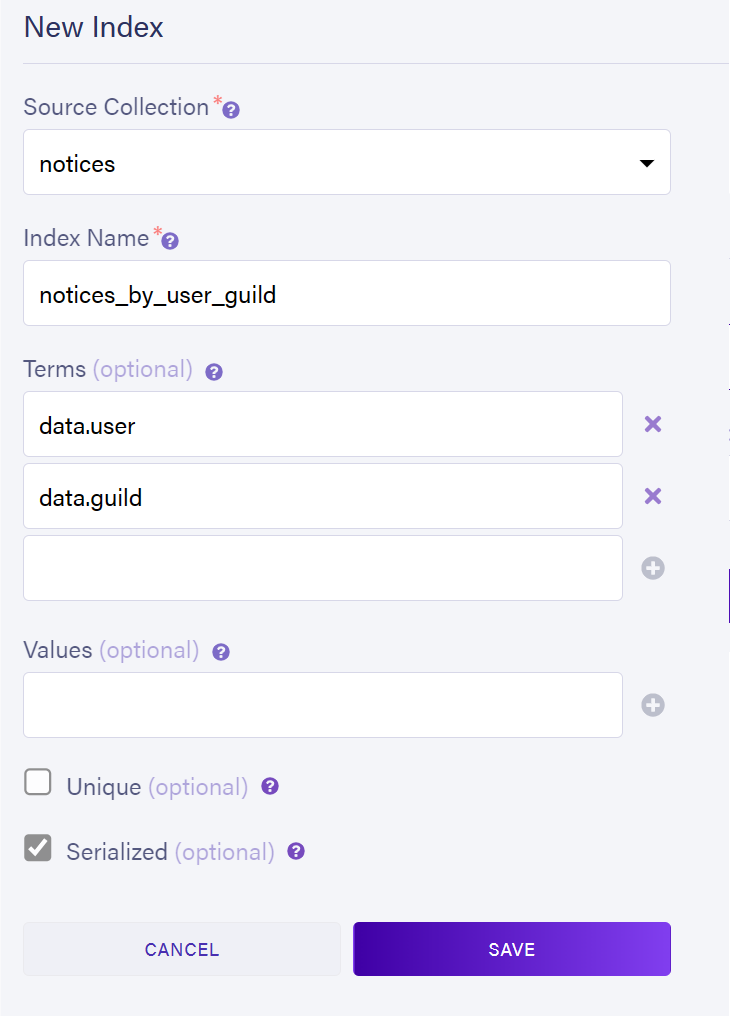 New Index
Source Collection *?
notices
Index Name *?
notices_by_user_guild
Terms (optional) ?
data.user
data.guild
Values (optional) ?
Unique (optional) ?
Serialized (optional) ?
CANCEL SAVE